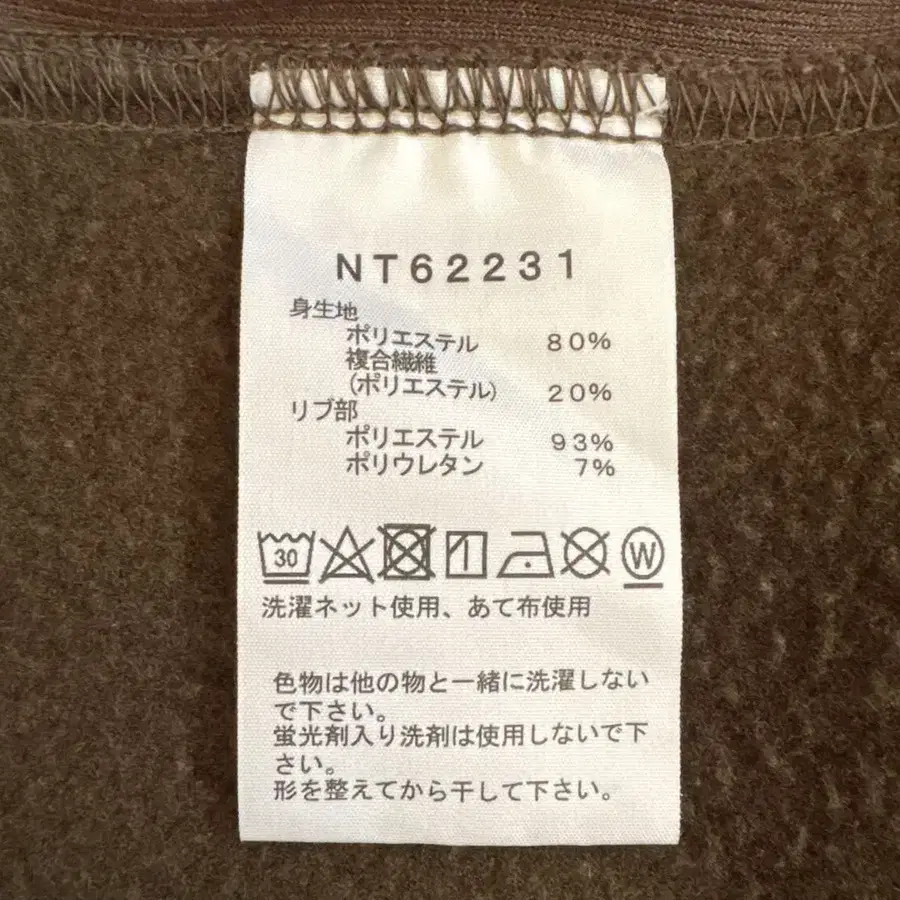 NT62231
身生地
ポリエステル 80%
複合繊維
(ポリエステル) 20%
リブ部
ポリエステル 93%
ポリウレタン 7%
30
W
洗濯ネット使用、あて布使用
色物は他の物と一緒に洗濯しない
で下さい。
蛍光剤入り洗剤は使用しないで下
さい。
形を整えてから干して下さい。